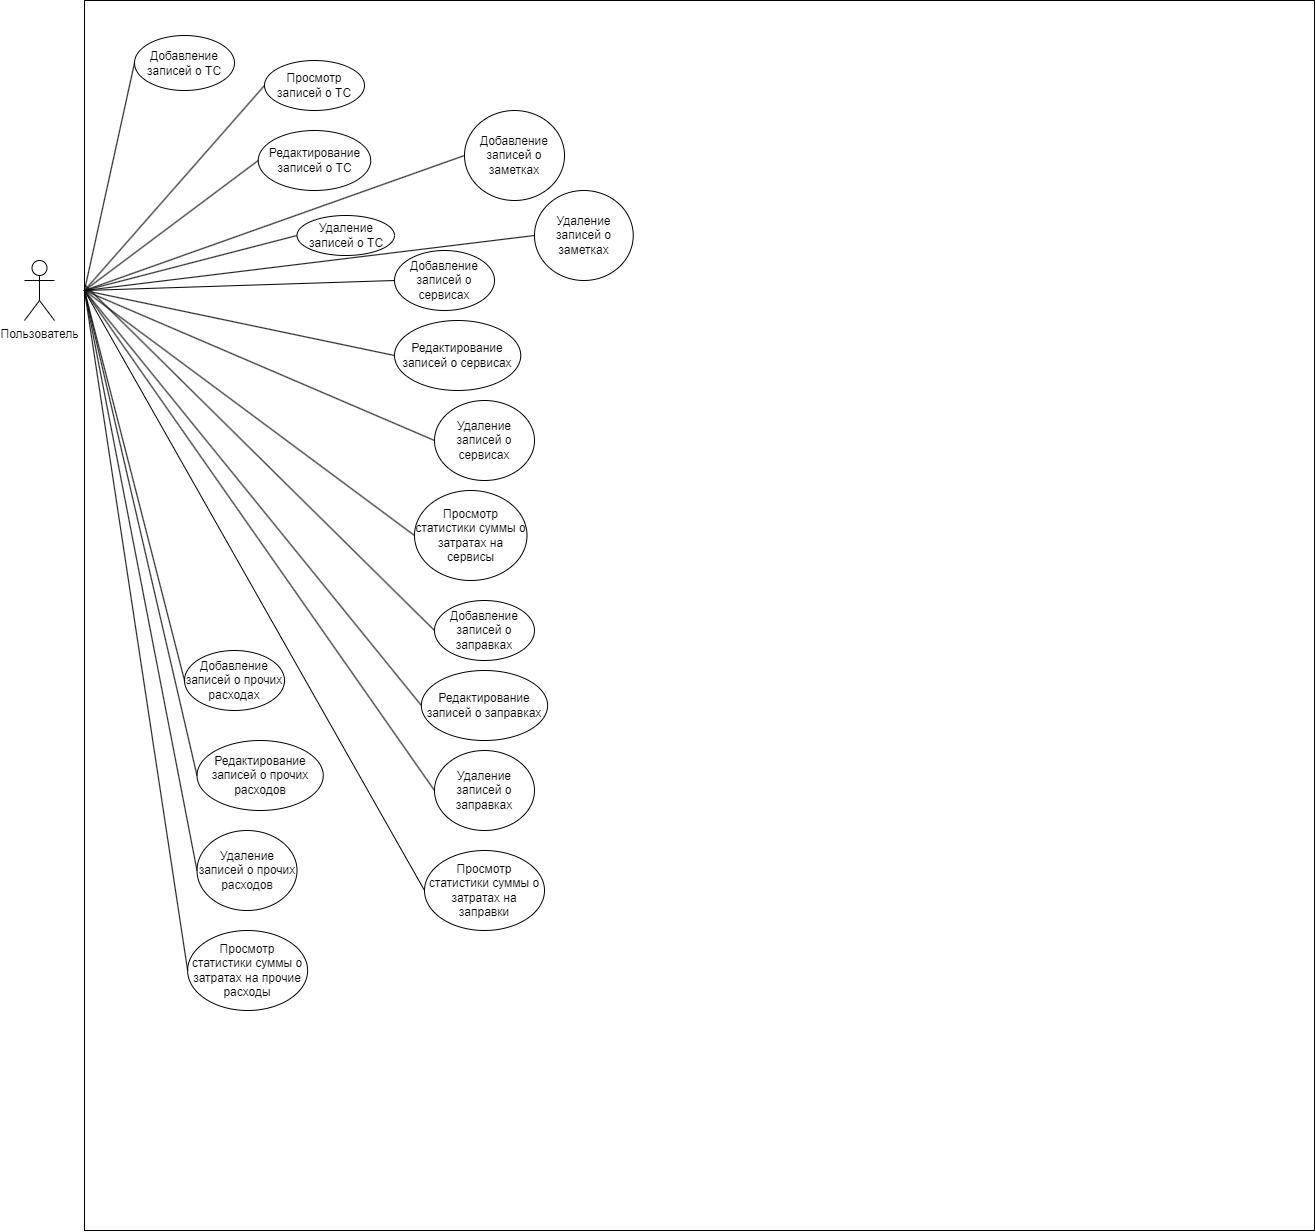 Добавление
записей о ТС
Просмотр
записей о ТС
Редактирование
записей о ТС
Добавление
записей о
заметках
Удаление
записей о ТС
Удаление
записей о
заметках
Добавление
записей о
сервисах
Пользователь
Редактирование
записей о сервисах
Удаление
записей о
сервисах
Просмотр
статистики суммы о
затратах на
сервисы
Добавление
записей о
заправках
Добавление
записей о прочих
расходах
Редактирование
записей о заправках
Редактирование
записей о прочих
расходов
Удаление
записей о
заправках
Удаление
записей о прочих
расходов
Просмотр
статистики суммы о
затратах на
заправки
Просмотр
статистики суммы о
затратах на прочие
расходы